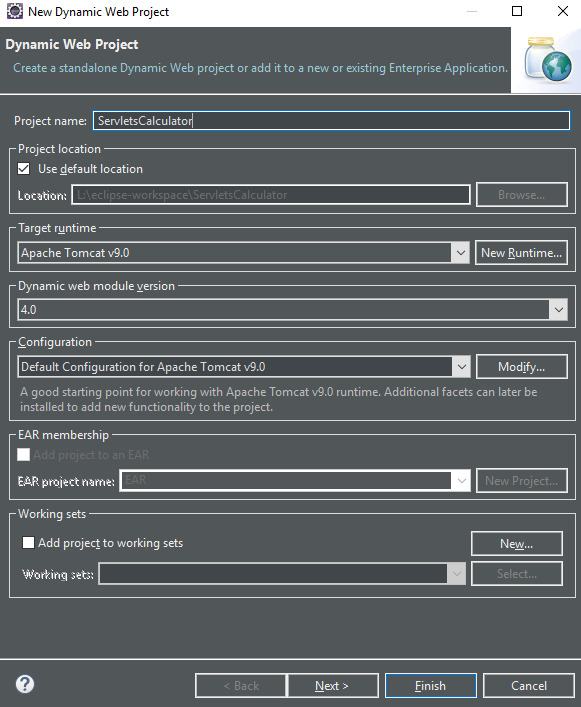 New Dynamic Web Project
Dynamic Web Project
Create a standalone Dynamic Web project or add it to a new or existing Enterprise Application.
Project name: ServletsCalculator
Project location
Use default location
Location: L:\eclipse-workspace\ServletsCalculator Browse...
Target runtime
Apache Tomcat v9.0 New Runtime...
Dynamic web module version
4.0
Configuration
Default Configuration for Apache Tomcat v9.0 Modify...
A good starting point for working with Apache Tomcat v9.0 runtime. Additional facets can later be
installed to add new functionality to the project.
EAR membership
Add project to an EAR
EAR project name: EAR New Project...
Working sets
Add project to working sets New...
Working sets: Select...
? < Back Next > Finish Cancel